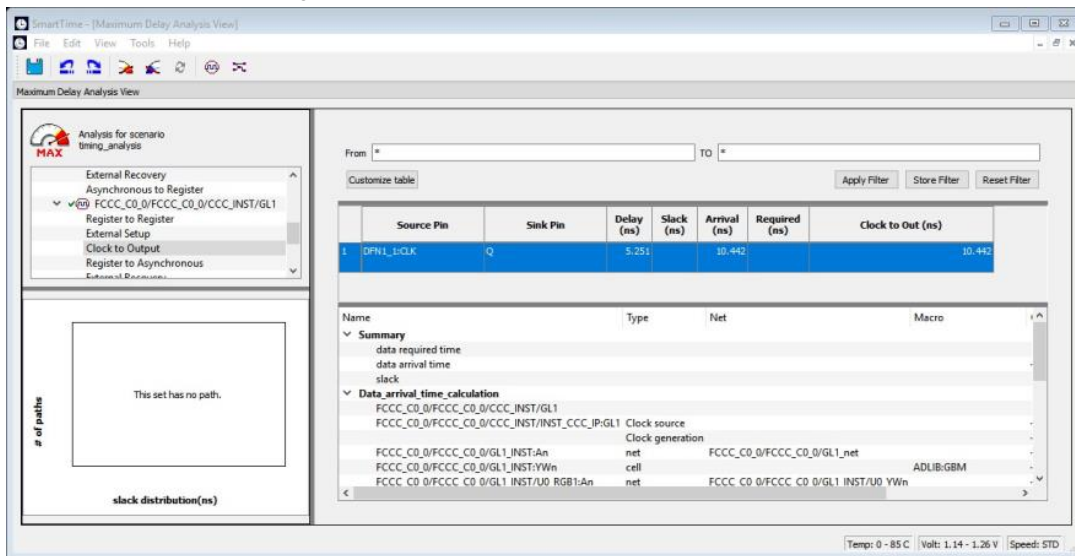 SmartTime - [Maximum Delay Analysis View]
File Edit View Tools Help
Maximum Delay Analysis View
MAX
Analysis for scenario
timing_analysis
External Recovery
Asynchronous to Register
FCCC_C0_0/FCCC_C0_0/CCC_INST/GL1
Register to Register
External Setup
Clock to Output
Register to Asynchronous
External Recovery
# of paths
This set has no path.
slack distribution(ns)
From * TO *
Customize table Apply Filter Store Filter Reset Filter
Source Pin Sink Pin Delay (ns) Slack (ns) Arrival (ns) Required (ns) Clock to Out (ns)
1 DFN1_1:CLK Q 5.251 10.442 10.442
Name Type Net Macro
Summary
data required time
data arrival time -
slack
Data_arrival_time_calculation
FCCC_C0_0/FCCC_C0_0/CCC_INST/GL1
FCCC_C0_0/FCCC_C0_0/CCC_INST/INST_CCC_IP:GL1 Clock source -
Clock generation -
FCCC_C0_0/FCCC_C0_0/GL1_INST:An net FCCC_C0_0/FCCC_C0_0/GL1_net -
FCCC_C0_0/FCCC_C0_0/GL1_INST:YWn cell ADLIB:GBM -
FCCC_C0_0/FCCC_C0_0/GL1_INST/U0_RGB1:An net FCCC_C0_0/FCCC_C0_0/GL1_INST/U0_YWn -
Temp: 0 - 85 C Volt: 1.14 - 1.26 V Speed: STD